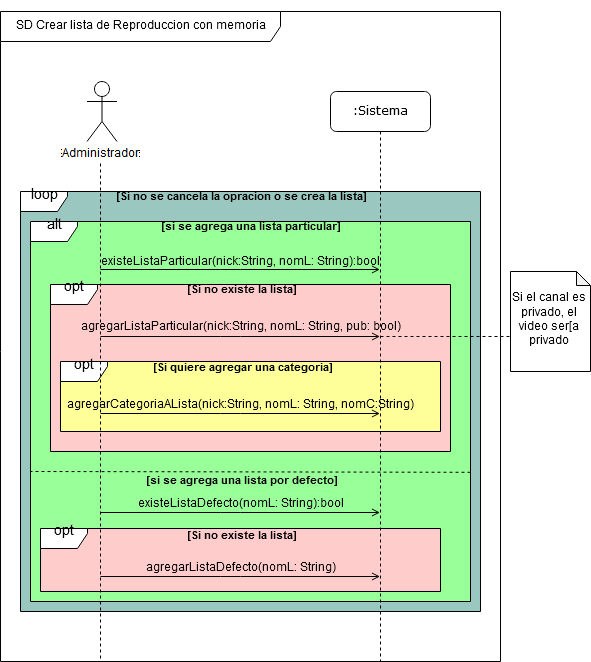 SD Crear lista de Reproduccion con memoria
:Sistema
:Administrador:
loop
[Si no se cancela la opracion o se crea la lista]
alt
[si se agrega una lista particular]
existeListaParticular(nick:String, nomL: String):bool
opt
[Si no existe la lista]
Si el canal es
privado, el
video ser[a
privado
agregarListaParticular(nick:String, nomL: String, pub: bool)
opt
[Si quiere agregar una categoria]
agregarCategoriaALista(nick:String, nomL: String, nomC:String)
[si se agrega una lista por defecto]
existeListaDefecto(nomL: String):bool
opt
[Si no existe la lista]
agregarListaDefecto(nomL: String)